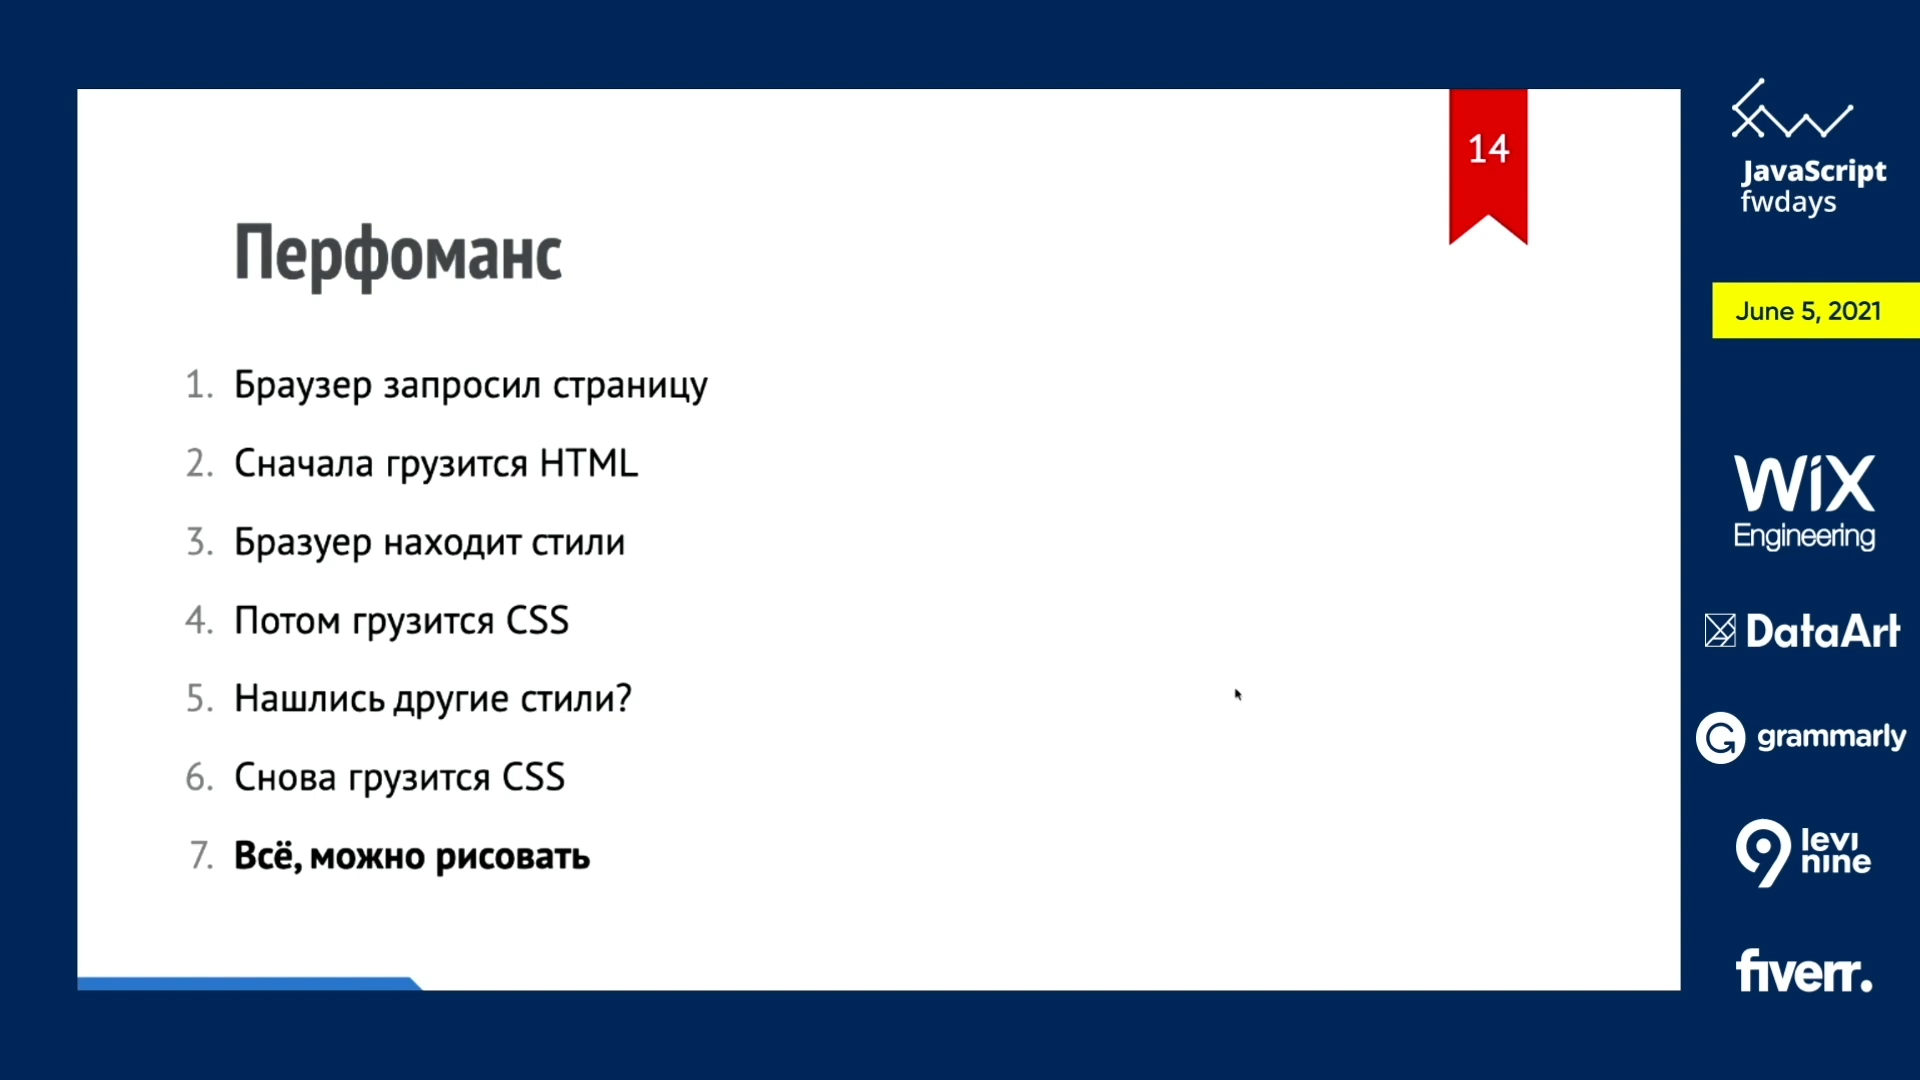 14
Перфоманс
1. Браузер запросил страницу
2. Сначала грузится HTML
3. Бразуер находит стили
4. Потом грузится CSS
5. Нашлись другие стили?
6. Снова грузится CSS
7. Всё, можно рисовать
JavaScript
fwdays
June 5, 2021
WiX
Engineering
DataArt
grammarly
levi
nine
fiverr.